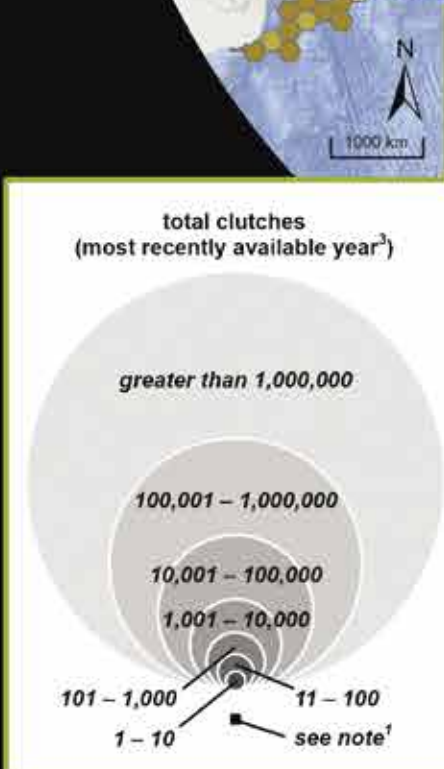 N
1000 km
total clutches
(most recently available year³)
greater than 1,000,000
100,001 – 1,000,000
10,001 – 100,000
1,001 – 10,000
101 – 1,000
11 – 100
1 – 10
see note¹